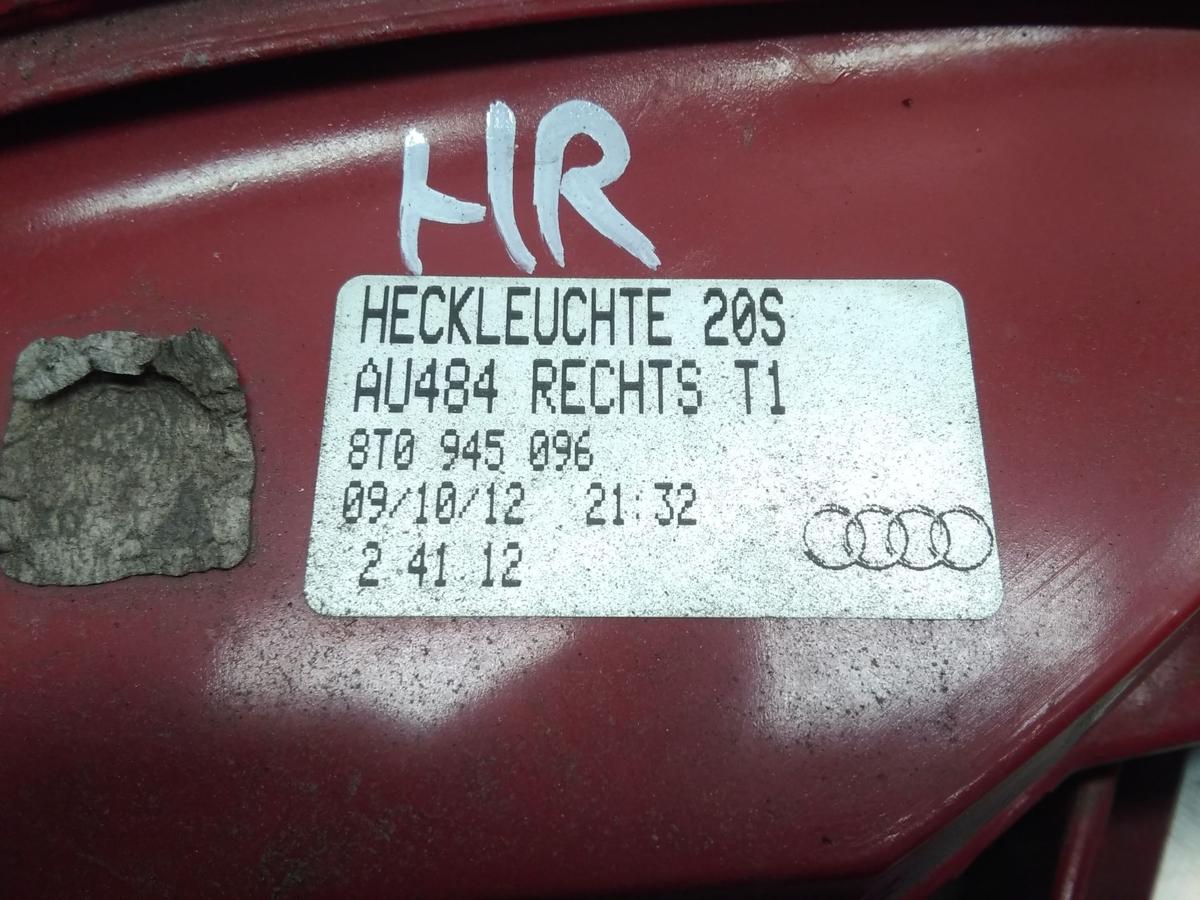 HR
HECKLEUCHTE 20S
AU484 RECHTS T1
8T0 945 096
09/10/12 21:32
2 41 12